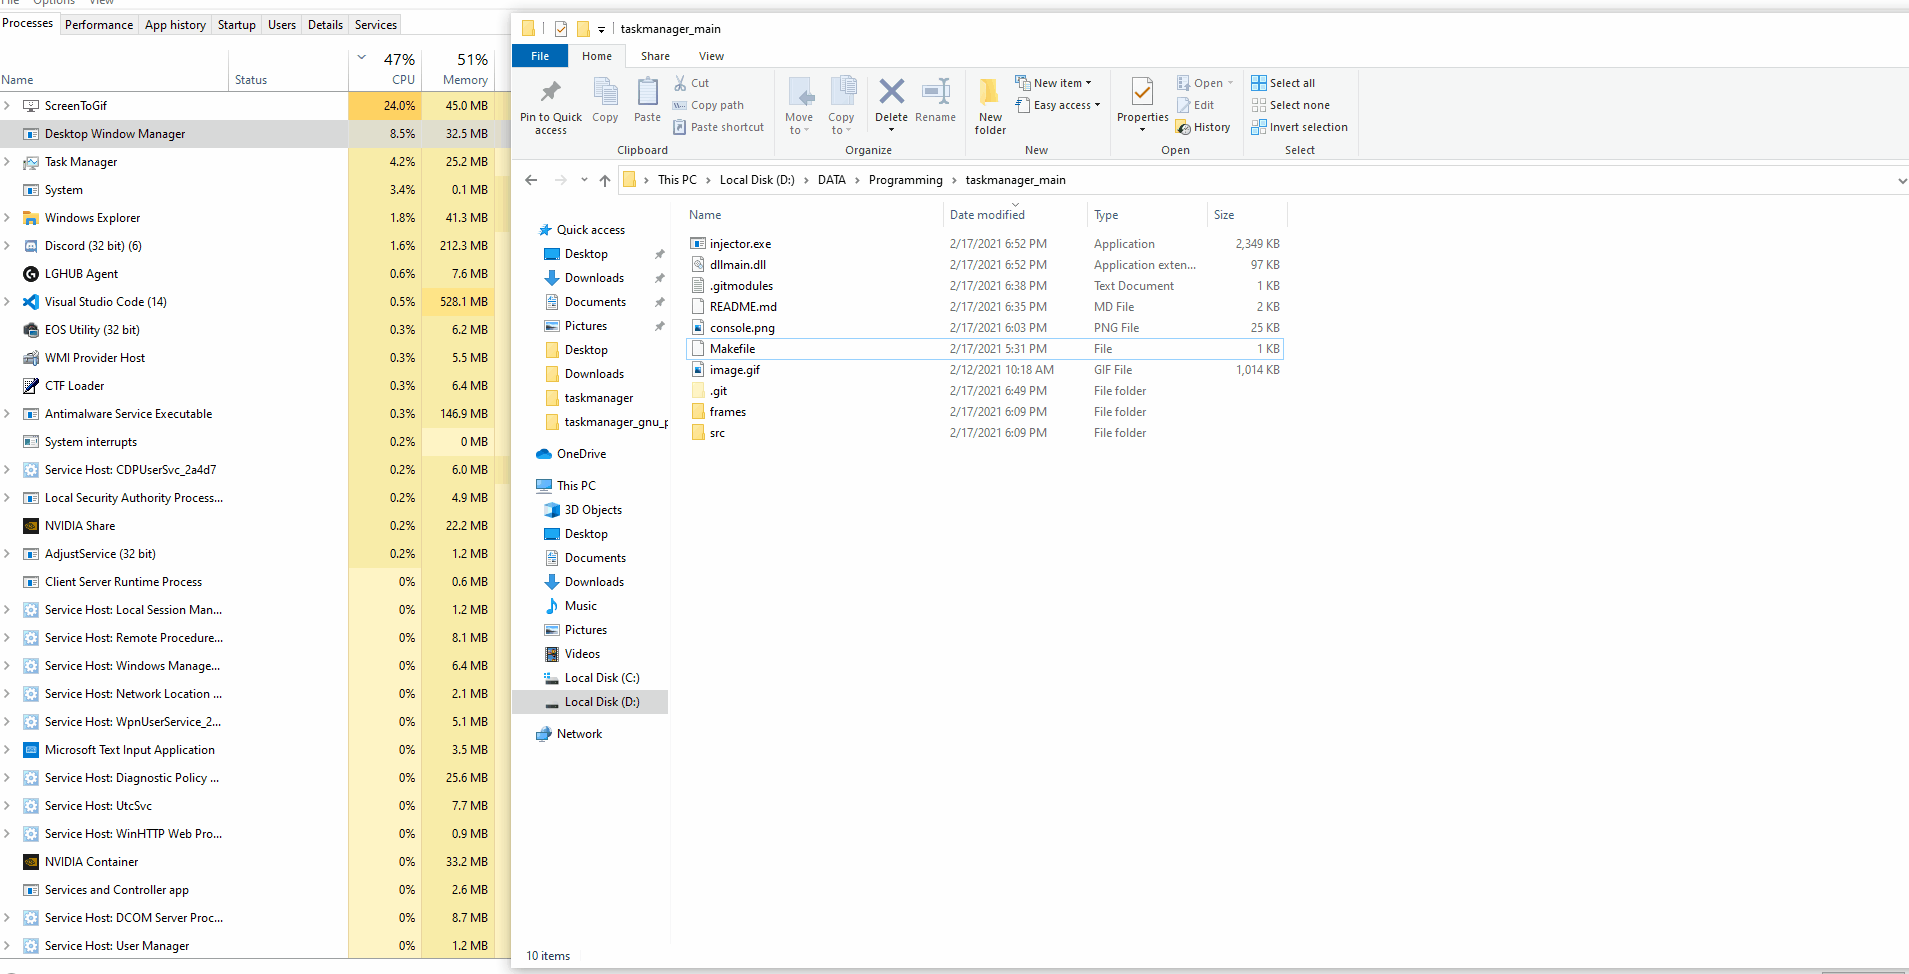 File Options View
Processes Performance App history Startup Users Details Services
47% 51%
Name Status CPU Memory
ScreenToGif 24.0% 45.0 MB
Desktop Window Manager 8.5% 32.5 MB
Task Manager 4.2% 25.2 MB
System 3.4% 0.1 MB
Windows Explorer 1.8% 41.3 MB
Discord (32 bit) (6) 1.6% 212.3 MB
LGHUB Agent 0.6% 7.6 MB
Visual Studio Code (14) 0.5% 528.1 MB
EOS Utility (32 bit) 0.3% 6.2 MB
WMI Provider Host 0.3% 5.5 MB
CTF Loader 0.3% 6.4 MB
Antimalware Service Executable 0.3% 146.9 MB
System interrupts 0.2% 0 MB
Service Host: CDPUserSvc_2a4d7 0.2% 6.0 MB
Local Security Authority Process... 0.2% 4.9 MB
NVIDIA Share 0.2% 22.2 MB
AdjustService (32 bit) 0.2% 1.2 MB
Client Server Runtime Process 0% 0.6 MB
Service Host: Local Session Man... 0% 1.2 MB
Service Host: Remote Procedure... 0% 8.1 MB
Service Host: Windows Manage... 0% 6.4 MB
Service Host: Network Location ... 0% 2.1 MB
Service Host: WpnUserService_2... 0% 5.1 MB
Microsoft Text Input Application 0% 3.5 MB
Service Host: Diagnostic Policy ... 0% 25.6 MB
Service Host: UtcSvc 0% 7.7 MB
Service Host: WinHTTP Web Pro... 0% 0.9 MB
NVIDIA Container 0% 33.2 MB
Services and Controller app 0% 2.6 MB
Service Host: DCOM Server Proc... 0% 8.7 MB
Service Host: User Manager 0% 1.2 MB
taskmanager_main
File Home Share View
Pin to Quick access
Copy
Paste
Cut
Copy path
Paste shortcut
Clipboard
Move to
Copy to
Delete
Rename
Organize
New folder
New item
Easy access
New
Properties
Open
Edit
History
Open
Select all
Select none
Invert selection
Select
This PC Local Disk (D:) DATA Programming taskmanager_main
Quick access
Desktop
Downloads
Documents
Pictures
Desktop
Downloads
taskmanager
taskmanager_gnu_p
OneDrive
This PC
3D Objects
Desktop
Documents
Downloads
Music
Pictures
Videos
Local Disk (C:)
Local Disk (D:)
Network
Name Date modified Type Size
injector.exe 2/17/2021 6:52 PM Application 2,349 KB
dllmain.dll 2/17/2021 6:52 PM Application exten... 97 KB
.gitmodules 2/17/2021 6:38 PM Text Document 1 KB
README.md 2/17/2021 6:35 PM MD File 2 KB
console.png 2/17/2021 6:03 PM PNG File 25 KB
Makefile 2/17/2021 5:31 PM File 1 KB
image.gif 2/12/2021 10:18 AM GIF File 1,014 KB
.git 2/17/2021 6:49 PM File folder
frames 2/17/2021 6:09 PM File folder
src 2/17/2021 6:09 PM File folder
10 items